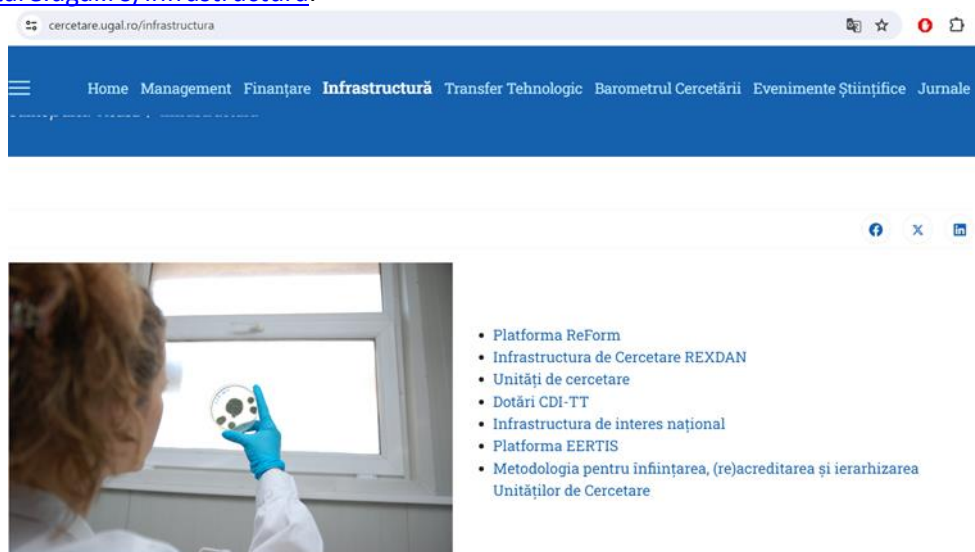 cercetare.ugal.ro/infrastructura
Home Management Finanțare Infrastructură Transfer Tehnologic Barometrul Cercetării Evenimente Științifice Jurnale
• Platforma ReForm
• Infrastructura de Cercetare REXDAN
• Unități de cercetare
• Dotări CDI-TT
• Infrastructura de interes național
• Platforma EERTIS
• Metodologia pentru înființarea, (re)acreditarea și ierarhizarea
Unităților de Cercetare